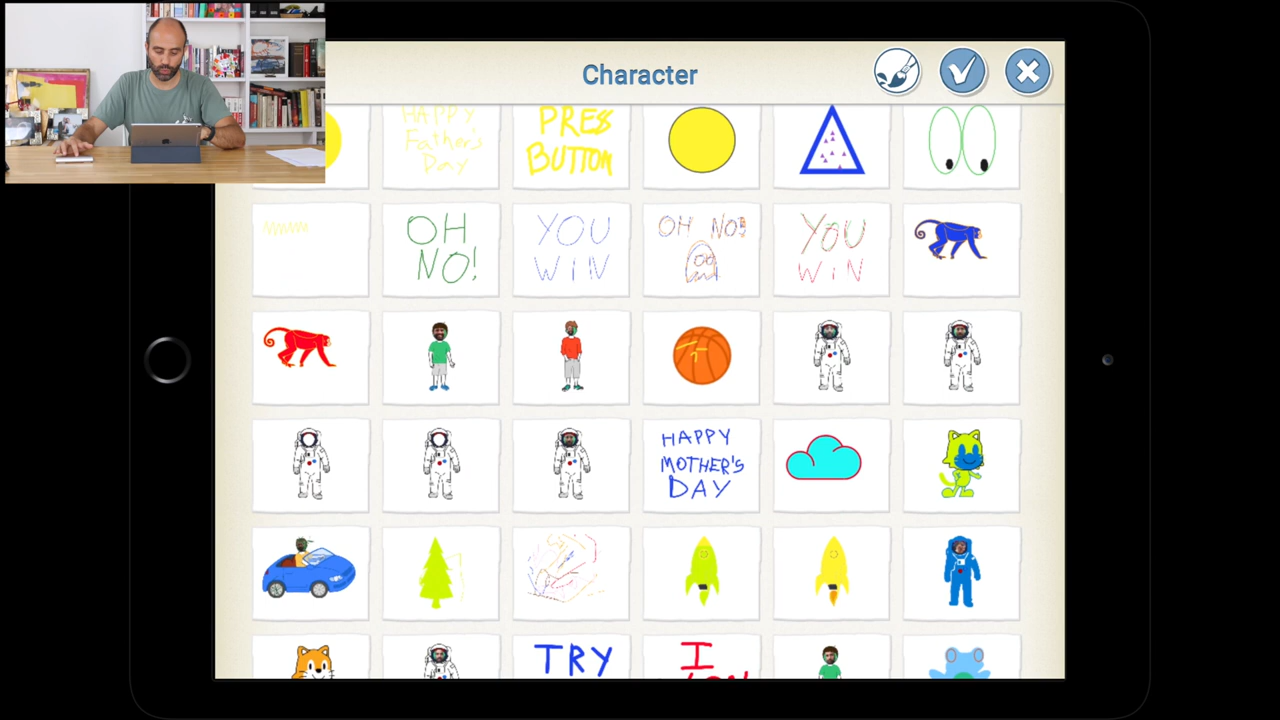 Character
HAPPY
Father's
Day
PRESS
BUTTON
OH
NO!
YOU
WiN
OH NO!
YOU
WiN
HAPPY
MOTHER'S
DAY
TRY
I